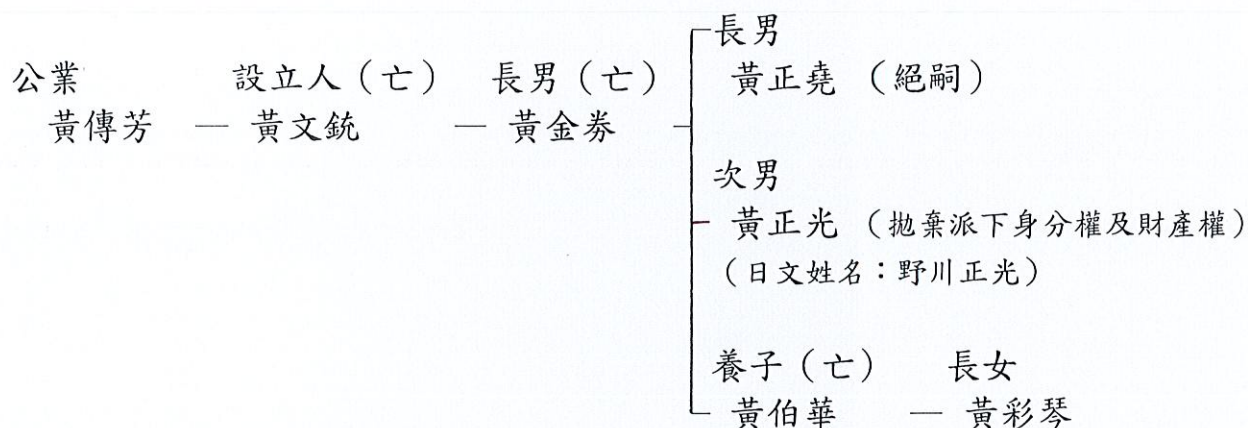 長男
公業 設立人(亡) 長男(亡) 黃正堯 (絕嗣)
黃傳芳 — 黃文銃 — 黃金券
次男
黃正光 (拋棄派下身分權及財產權)
(日文姓名:野川正光)
養子(亡) 長女
黃伯華 — 黃彩琴